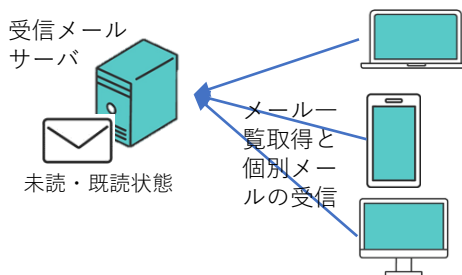 受信メール
サーバ
メール一
覧取得と
個別メー
ルの受信
未読・既読状態